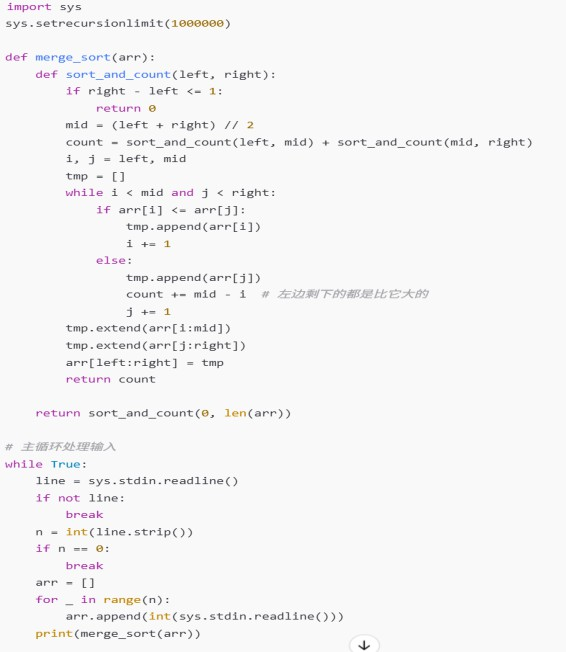 import sys
sys.setrecursionlimit(1000000)

def merge_sort(arr):
    def sort_and_count(left, right):
        if right - left <= 1:
            return 0
        mid = (left + right) // 2
        count = sort_and_count(left, mid) + sort_and_count(mid, right)
        i, j = left, mid
        tmp = []
        while i < mid and j < right:
            if arr[i] <= arr[j]:
                tmp.append(arr[i])
                i += 1
            else:
                tmp.append(arr[j])
                count += mid - i  # 左边剩下的都是比它大的
                j += 1
        tmp.extend(arr[i:mid])
        tmp.extend(arr[j:right])
        arr[left:right] = tmp
        return count

    return sort_and_count(0, len(arr))

# 主循环处理输入
while True:
    line = sys.stdin.readline()
    if not line:
        break
    n = int(line.strip())
    if n == 0:
        break
    arr = []
    for _ in range(n):
        arr.append(int(sys.stdin.readline()))
    print(merge_sort(arr))